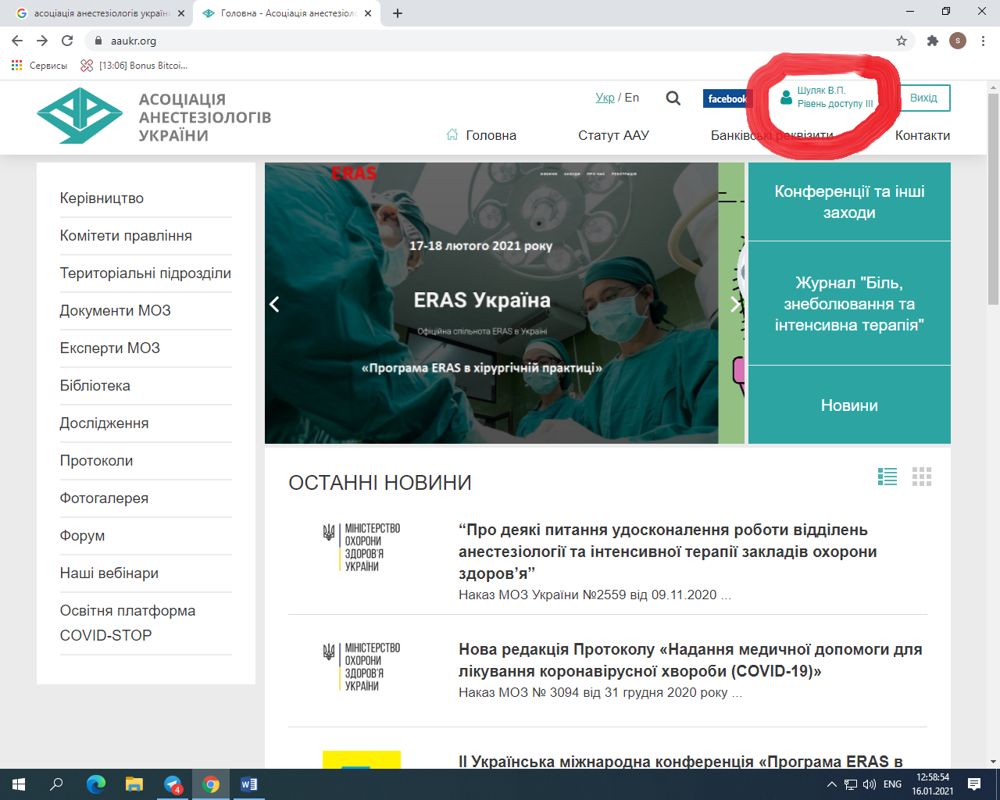 асоціація анестезіологів україни
Головна - Асоціація анестезіоло
aaukr.org
S
Сервисы
[13:06] Bonus Bitcoi...
АСОЦІАЦІЯ
АНЕСТЕЗІОЛОГІВ
УКРАЇНИ
Укр / En
facebook
Шуляк В.П.
Рівень доступу III
Вихід
Головна
Статут ААУ
Банківські реквізити
Контакти
Керівництво
Комітети правління
Територіальні підрозділи
Документи МОЗ
Експерти МОЗ
Бібліотека
Дослідження
Протоколи
Фотогалерея
Форум
Наші вебінари
Освітня платформа
COVID-STOP
ERAS
НОВИНИ ЗАХОДИ ПРО НАС РЕЄСТРАЦІЯ
17-18 лютого 2021 року
ERAS Україна
Офіційна спільнота ERAS в Україні
«Програма ERAS в хірургічній практиці»
Конференції та інші
заходи
Журнал "Біль,
знеболювання та
інтенсивна терапія"
Новини
ОСТАННІ НОВИНИ
МІНІСТЕРСТВО
ОХОРОНИ
ЗДОРОВ'Я
УКРАЇНИ
“Про деякі питання удосконалення роботи відділень
анестезіології та інтенсивної терапії закладів охорони
здоров’я”
Наказ МОЗ України №2559 від 09.11.2020 ...
МІНІСТЕРСТВО
ОХОРОНИ
ЗДОРОВ'Я
УКРАЇНИ
Нова редакція Протоколу «Надання медичної допомоги для
лікування коронавірусної хвороби (COVID-19)»
Наказ МОЗ № 3094 від 31 грудня 2020 року ...
ІІ Українська міжнародна конференція «Програма ERAS в
4
ENG
12:58:54
16.01.2021